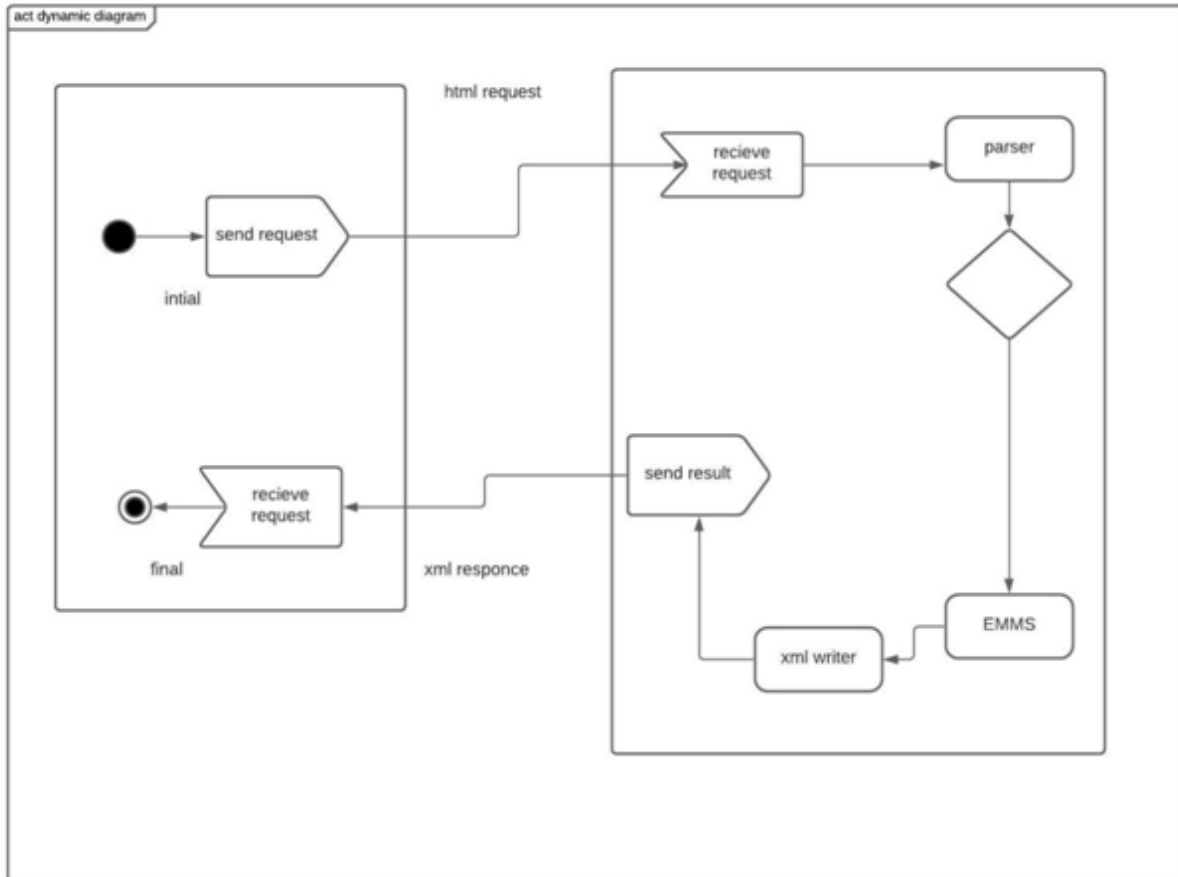 act dynamic diagram
html request
recieve
request
parser
send request
intial
send result
recieve
request
final
xml responce
EMMS
xml writer